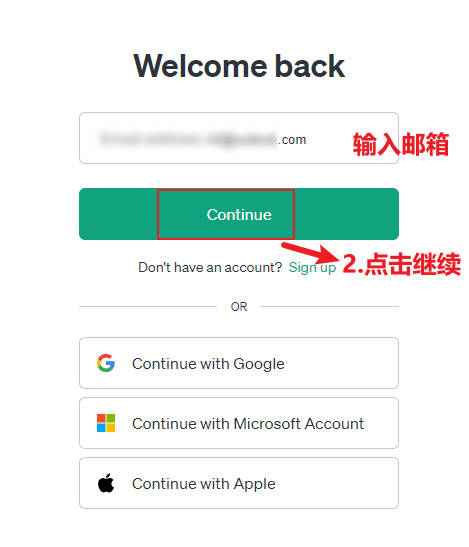 Welcome back
.com
输入邮箱
Continue
Don't have an account? Sign up
2.点击继续
OR
Continue with Google
Continue with Microsoft Account
Continue with Apple